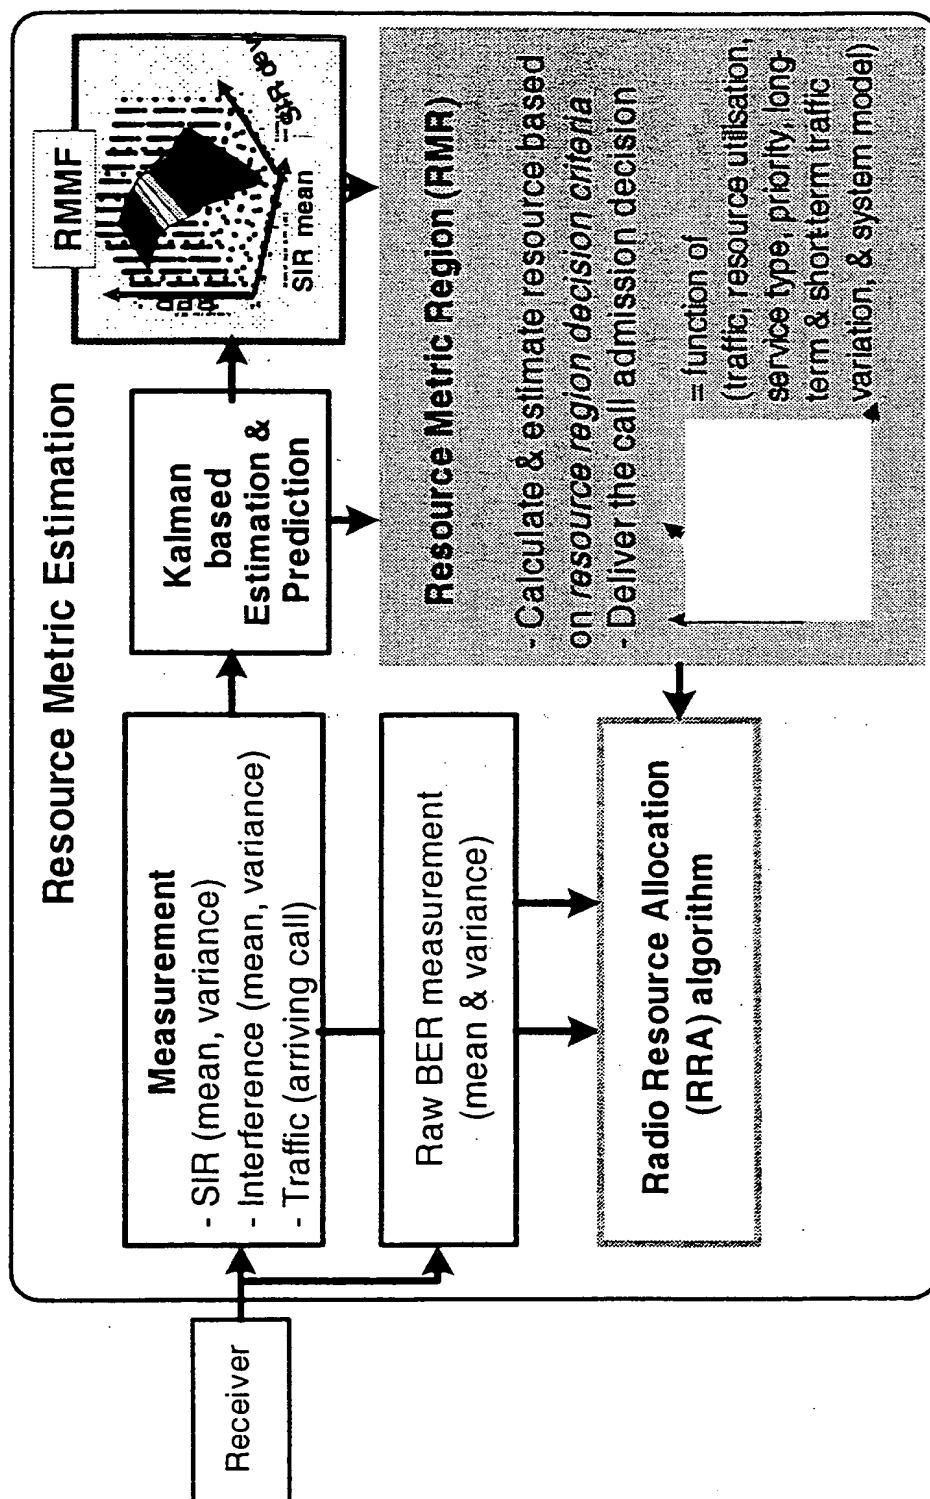 Resource Metric Estimation
Receiver
Measurement
- SIR (mean, variance)
- Interference (mean, variance)
- Traffic (arriving call)
Kalman
based
Estimation &
Prediction
RMMF
SIR mean
Raw BER measurement
(mean & variance)
Resource Metric Region (RMR)
- Calculate & estimate resource based
on resource region decision criteria
- Deliver the call admission decision
= function of
(traffic, resource utilisation,
service type, priority, long-
term & short-term traffic
variation, & system model)
Radio Resource Allocation
(RRA) algorithm